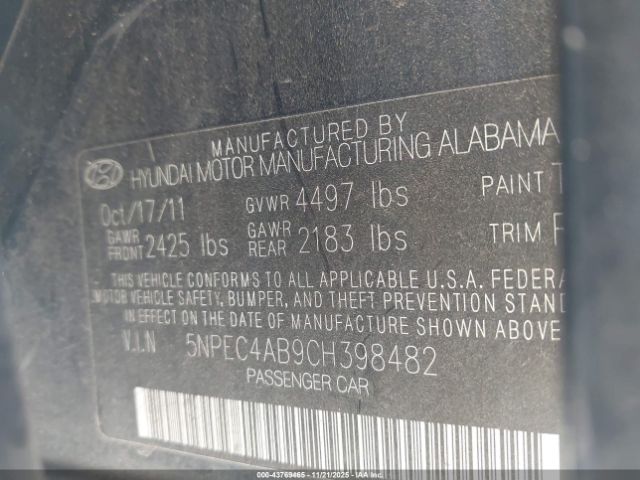 MANUFACTURED BY
HYUNDAI MOTOR MANUFACTURING ALABAMA
Oct/17/11 GVWR 4497 lbs PAINT T
GAWR FRONT 2425 lbs GAWR REAR 2183 lbs TRIM F
THIS VEHICLE CONFORMS TO ALL APPLICABLE U.S.A. FEDERA
MOTOR VEHICLE SAFETY, BUMPER, AND THEFT PREVENTION STAND
IN EFFECT ON THE DATE OF MANUFACTURE SHOWN ABOVE
V.I.N 5NPEC4AB9CH398482
PASSENGER CAR
000-43769465 - 11/21/2025 - IAAI.COM